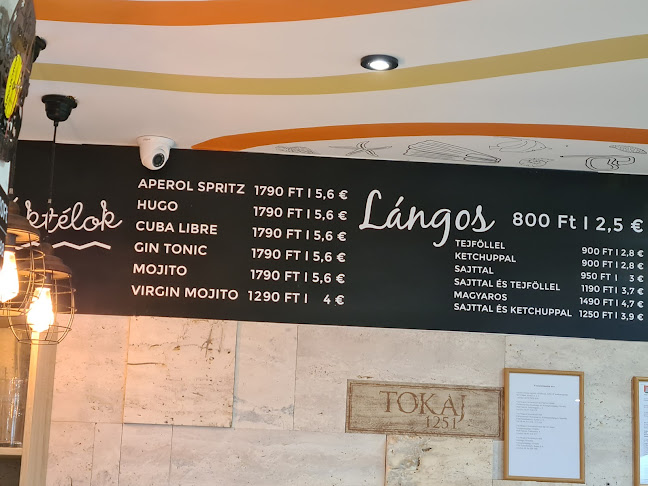 APEROL SPRITZ 1790 FT I 5,6 €
HUGO 1790 FT I 5,6 €
CUBA LIBRE 1790 FT I 5,6 €
GIN TONIC 1790 FT I 5,6 €
MOJITO 1790 FT I 5,6 €
VIRGIN MOJITO 1290 FT I 4 €
Lángos 800 Ft I 2,5 €
TEJFÖLLEL 900 FT I 2,8 €
KETCHUPPAL 900 FT I 2,8 €
SAJTTAL 950 FT I 3 €
SAJTTAL ÉS TEJFÖLLEL 1190 FT I 3,7 €
MAGYAROS 1490 FT I 4,7 €
SAJTTAL ÉS KETCHUPPAL 1250 FT I 3,9 €
TOKAJ
1251